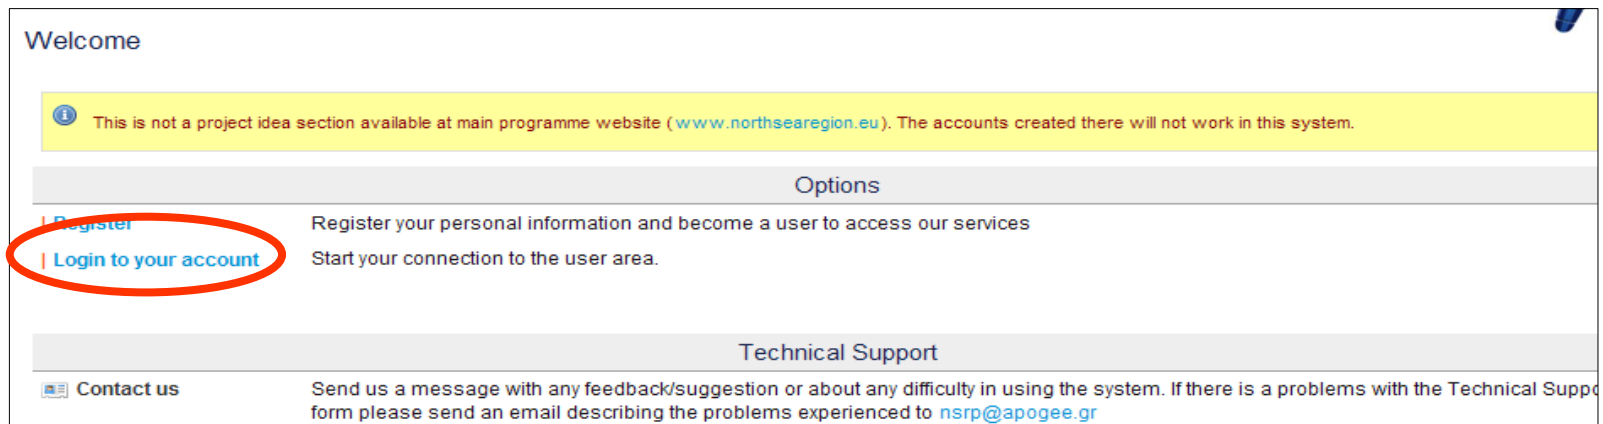 Welcome
This is not a project idea section available at main programme website ( www.northsearegion.eu ). The accounts created there will not work in this system.
Options
| Register Register your personal information and become a user to access our services
| Login to your account Start your connection to the user area.
Technical Support
Contact us Send us a message with any feedback/suggestion or about any difficulty in using the system. If there is a problems with the Technical Suppo
form please send an email describing the problems experienced to nsrp@apogee.gr